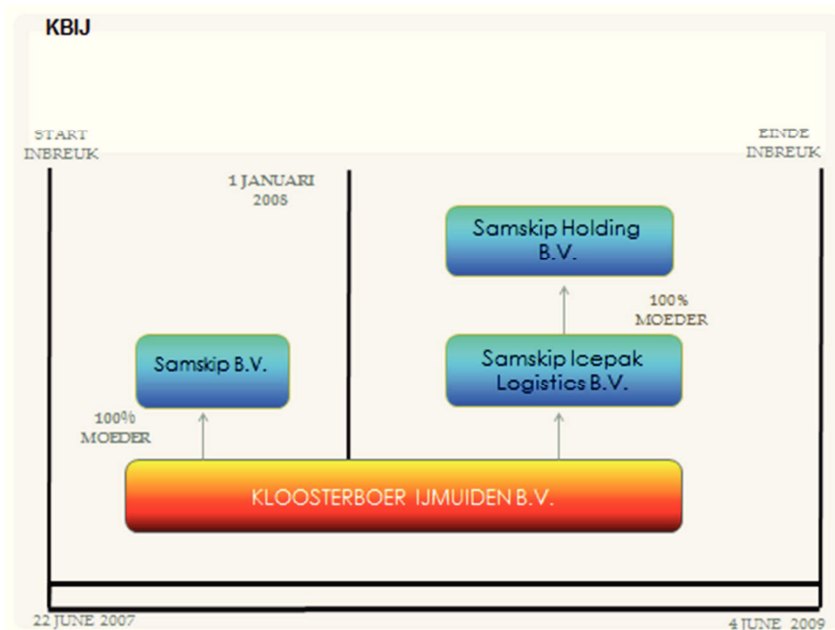 KBIJ
START
INBREUK
EINDE
INBREUK
1 JANUARI
2008
Samskip Holding
B.V.
100%
MOEDER
Samskip B.V.
Samskip Icepak
Logistics B.V.
100%
MOEDER
KLOOSTERBOER IJMUIDEN B.V.
22 JUNE 2007
4 JUNE 2009